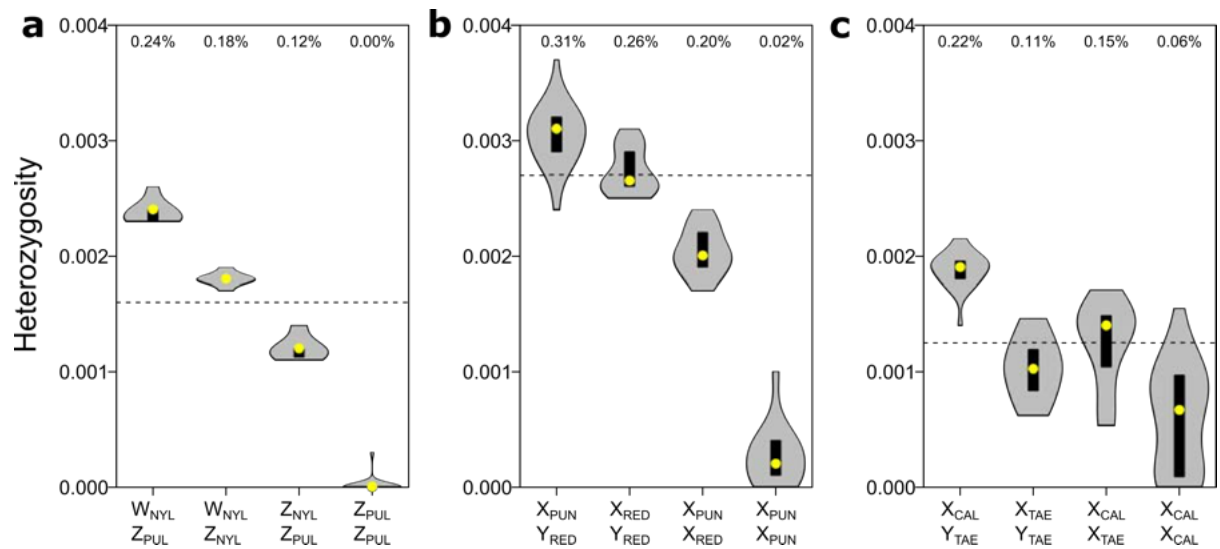 a
0.004
0.003
0.002
0.001
0.000
Heterozygosity
0.24% 0.18% 0.12% 0.00%
W_NYL W_NYL Z_NYL Z_PUL
Z_PUL Z_NYL Z_PUL Z_PUL
b
0.004
0.003
0.002
0.001
0.000
0.31% 0.26% 0.20% 0.02%
X_PUN X_RED X_PUN X_PUN
Y_RED Y_RED X_RED X_PUN
c
0.004
0.003
0.002
0.001
0.000
0.22% 0.11% 0.15% 0.06%
X_CAL X_TAE X_CAL X_CAL
Y_TAE Y_TAE X_TAE X_CAL